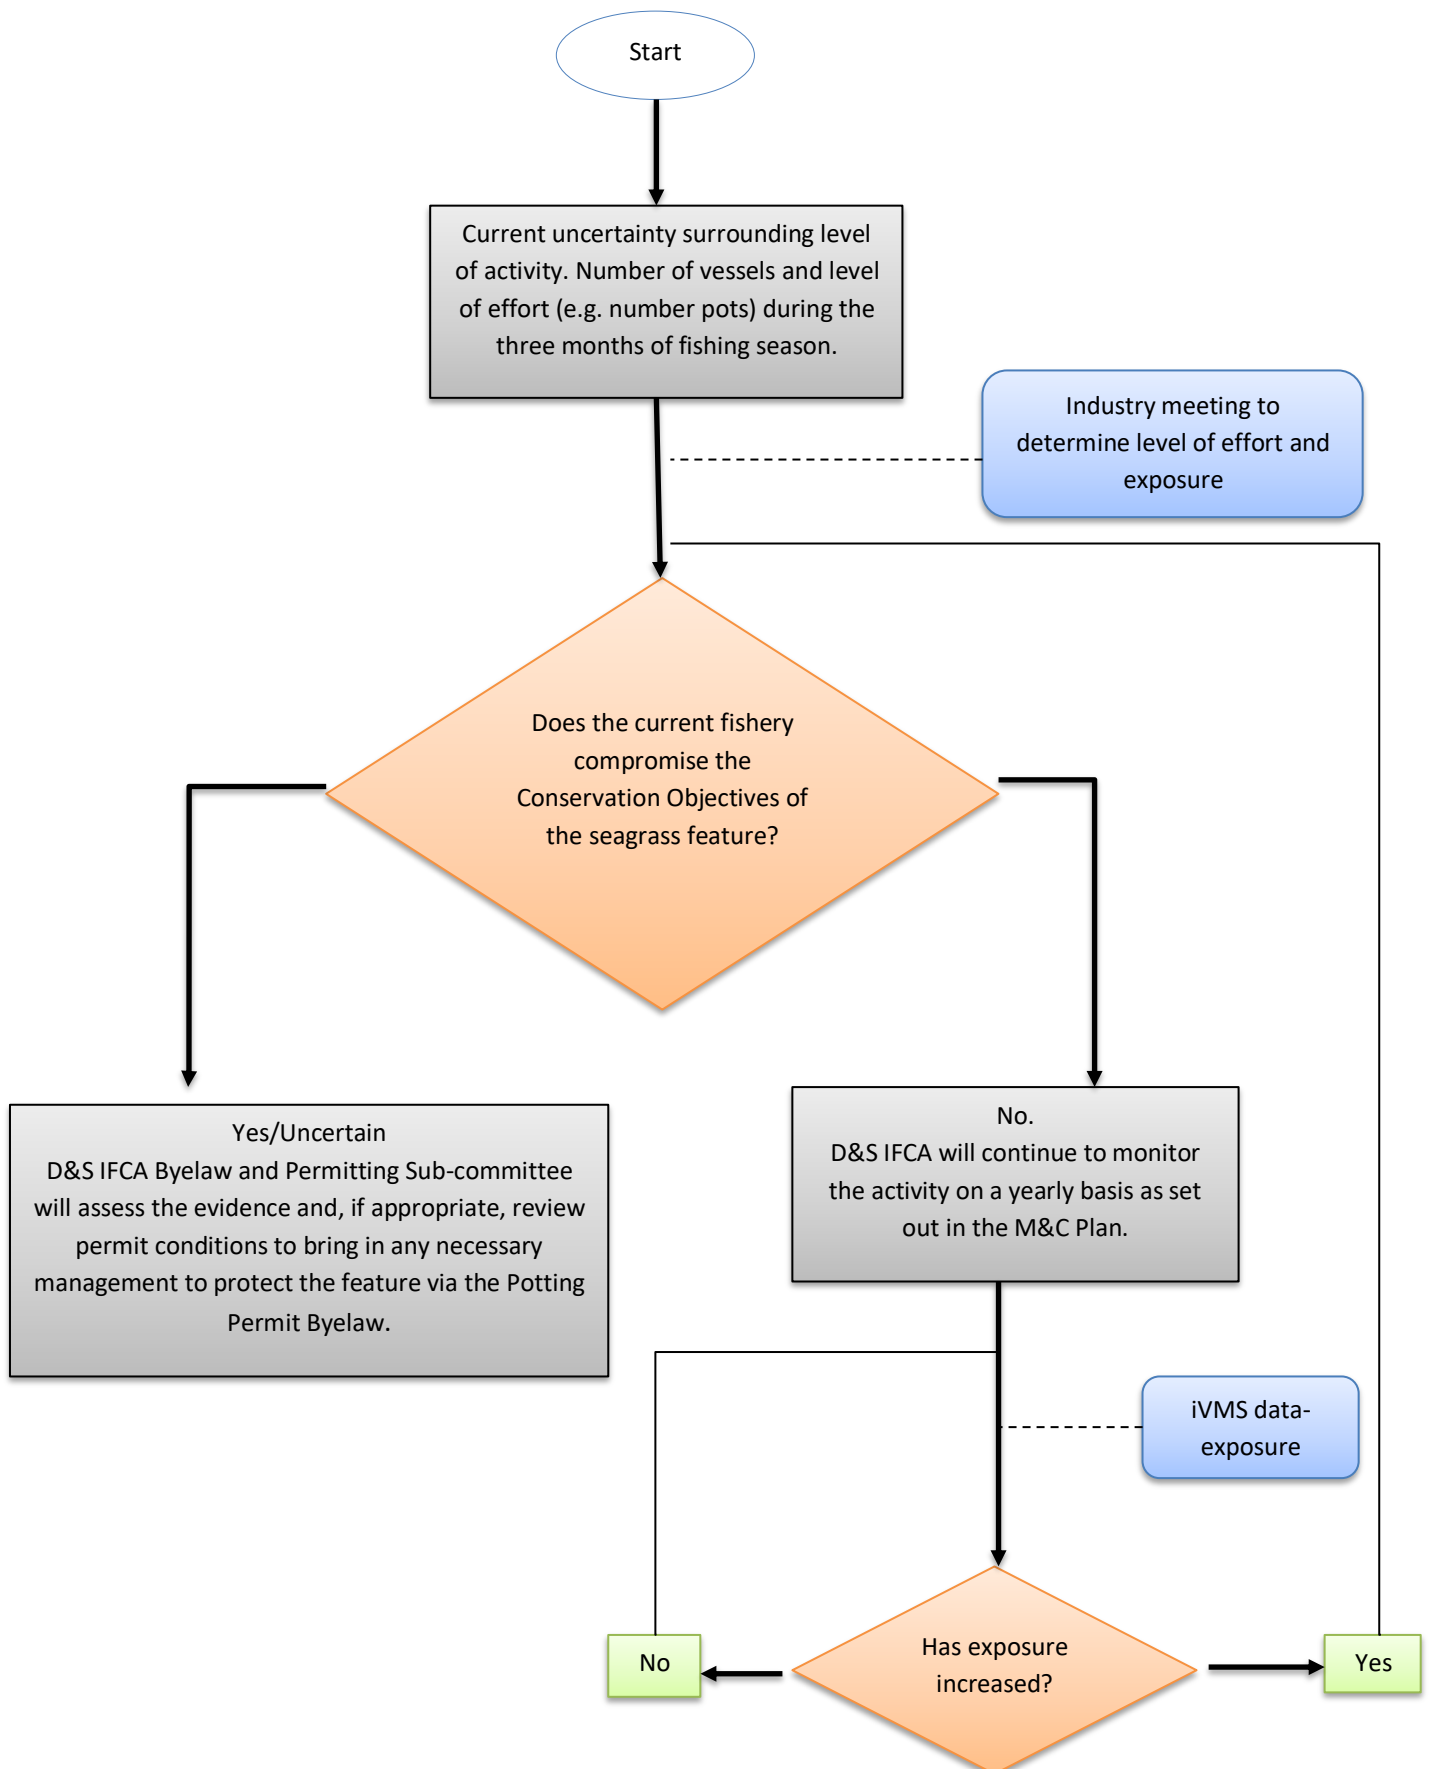 Start
Current uncertainty surrounding level
of activity. Number of vessels and level
of effort (e.g. number pots) during the
three months of fishing season.
Industry meeting to
determine level of effort and
exposure
Does the current fishery
compromise the
Conservation Objectives of
the seagrass feature?
Yes/Uncertain
D&S IFCA Byelaw and Permitting Sub-committee
will assess the evidence and, if appropriate, review
permit conditions to bring in any necessary
management to protect the feature via the Potting
Permit Byelaw.
No.
D&S IFCA will continue to monitor
the activity on a yearly basis as set
out in the M&C Plan.
iVMS data-
exposure
Has exposure
increased?
No
Yes